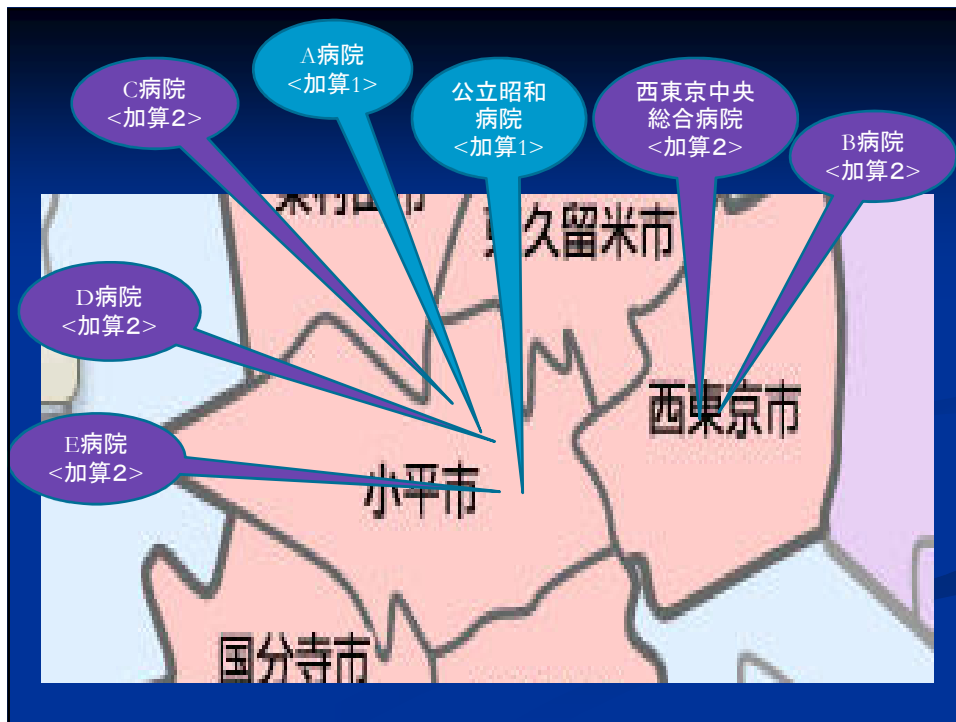 A病院
<加算1>
C病院
<加算２>
公立昭和
病院
<加算1>
西東京中央
総合病院
<加算２>
B病院
<加算２>
久留米市
D病院
<加算２>
西東京市
E病院
<加算２>
小平市
国分寺市